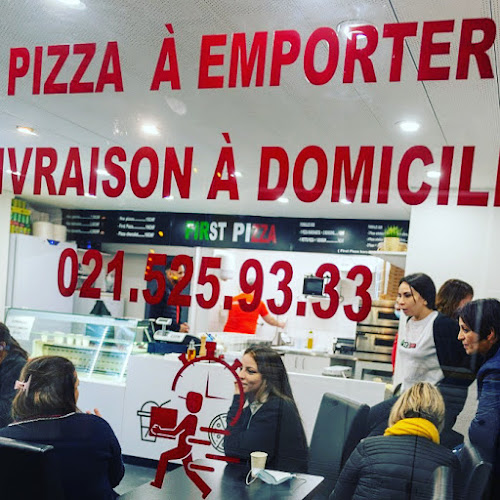 PIZZA À EMPORTER
IVRAISON À DOMICIL
FIRST PIZZA
021.525.93.33